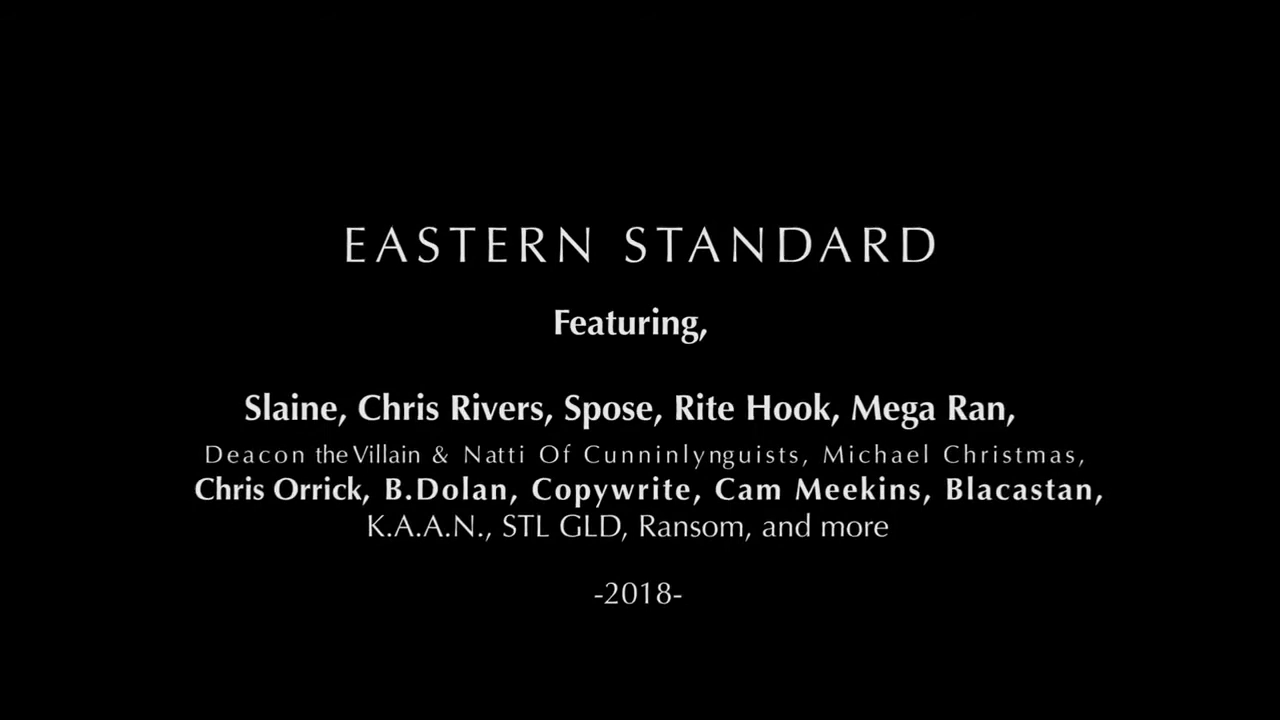 EASTERN STANDARD
Featuring,
Slaine, Chris Rivers, Spose, Rite Hook, Mega Ran,
Deacon the Villain & Natti Of Cunninlynguists, Michael Christmas,
Chris Orrick, B.Dolan, Copywrite, Cam Meekins, Blacastan,
K.A.A.N., STL GLD, Ransom, and more
-2018-